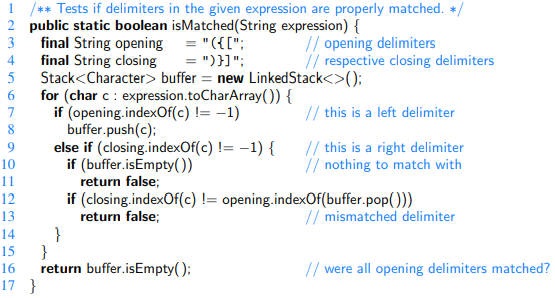 1 /** Tests if delimiters in the given expression are properly matched. */
2 public static boolean isMatched(String expression) {
3 final String opening = "({["; // opening delimiters
4 final String closing = ")}]"; // respective closing delimiters
5 Stack<Character> buffer = new LinkedStack<>();
6 for (char c : expression.toCharArray()) {
7 if (opening.indexOf(c) != −1) // this is a left delimiter
8 buffer.push(c);
9 else if (closing.indexOf(c) != −1) { // this is a right delimiter
10 if (buffer.isEmpty()) // nothing to match with
11 return false;
12 if (closing.indexOf(c) != opening.indexOf(buffer.pop()))
13 return false; // mismatched delimiter
14 }
15 }
16 return buffer.isEmpty(); // were all opening delimiters matched?
17 }